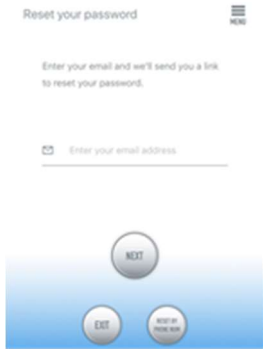 Reset your password
MENU
Enter your email and we'll send you a link
to reset your password.
Enter your email address
NEXT
EXIT
RESET BY
PHONE NUM